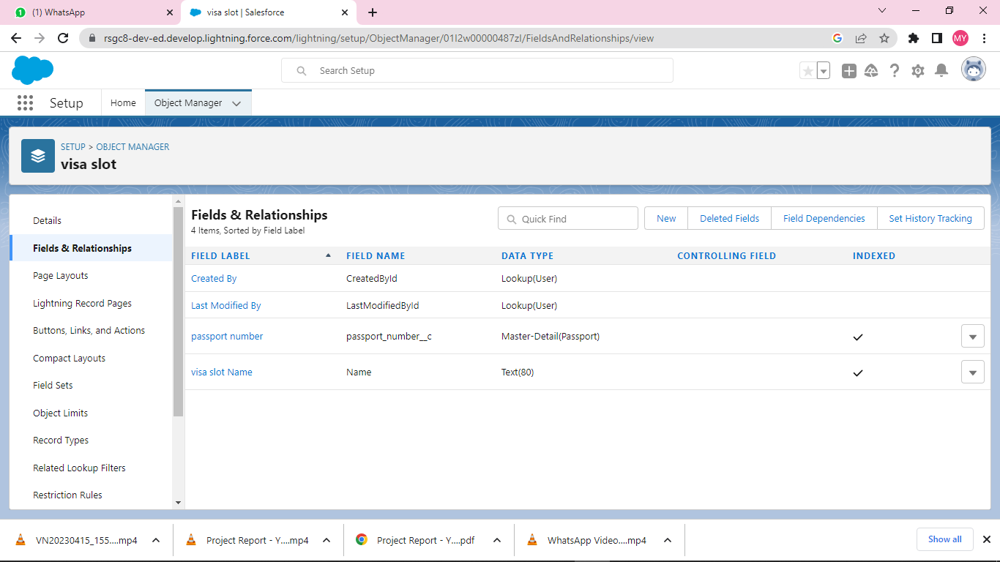 1
(1) WhatsApp
visa slot | Salesforce
rsgc8-dev-ed.develop.lightning.force.com/lightning/setup/ObjectManager/01I2w00000487zI/FieldsAndRelationships/view
MY
Search Setup
Setup
Home
Object Manager
SETUP > OBJECT MANAGER
visa slot
Details
Fields & Relationships
Page Layouts
Lightning Record Pages
Buttons, Links, and Actions
Compact Layouts
Field Sets
Object Limits
Record Types
Related Lookup Filters
Restriction Rules
Fields & Relationships
4 Items, Sorted by Field Label
Quick Find
New
Deleted Fields
Field Dependencies
Set History Tracking
FIELD LABEL FIELD NAME DATA TYPE CONTROLLING FIELD INDEXED
Created By CreatedById Lookup(User)
Last Modified By LastModifiedById Lookup(User)
passport number passport_number__c Master-Detail(Passport)
visa slot Name Name Text(80)
VN20230415_155....mp4
Project Report - Y....mp4
Project Report - Y....pdf
WhatsApp Video....mp4
Show all